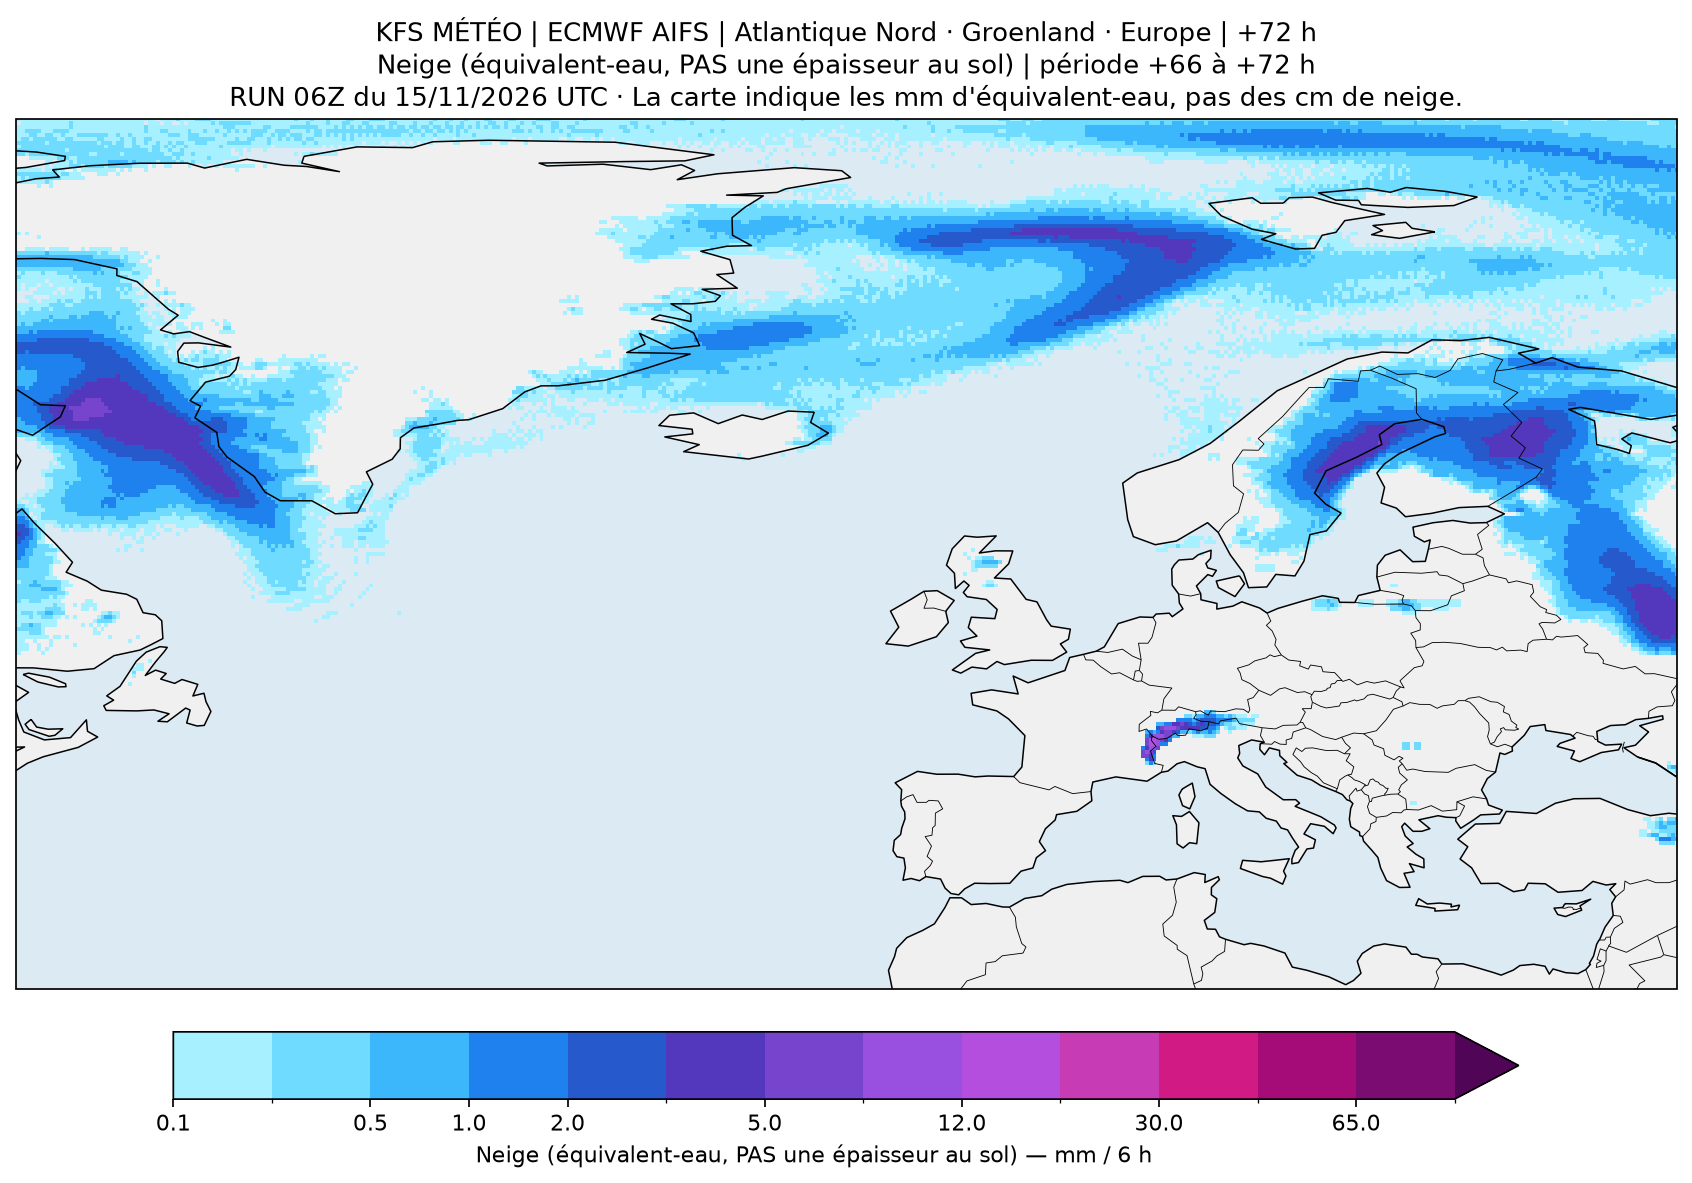 KFS MÉTÉO | ECMWF AIFS | Atlantique Nord · Groenland · Europe | +72 h
Neige (équivalent-eau, PAS une épaisseur au sol) | période +66 à +72 h
RUN 06Z du 15/11/2026 UTC · La carte indique les mm d'équivalent-eau, pas des cm de neige.
0.1 0.5 1.0 2.0 5.0 12.0 30.0 65.0
Neige (équivalent-eau, PAS une épaisseur au sol) — mm / 6 h